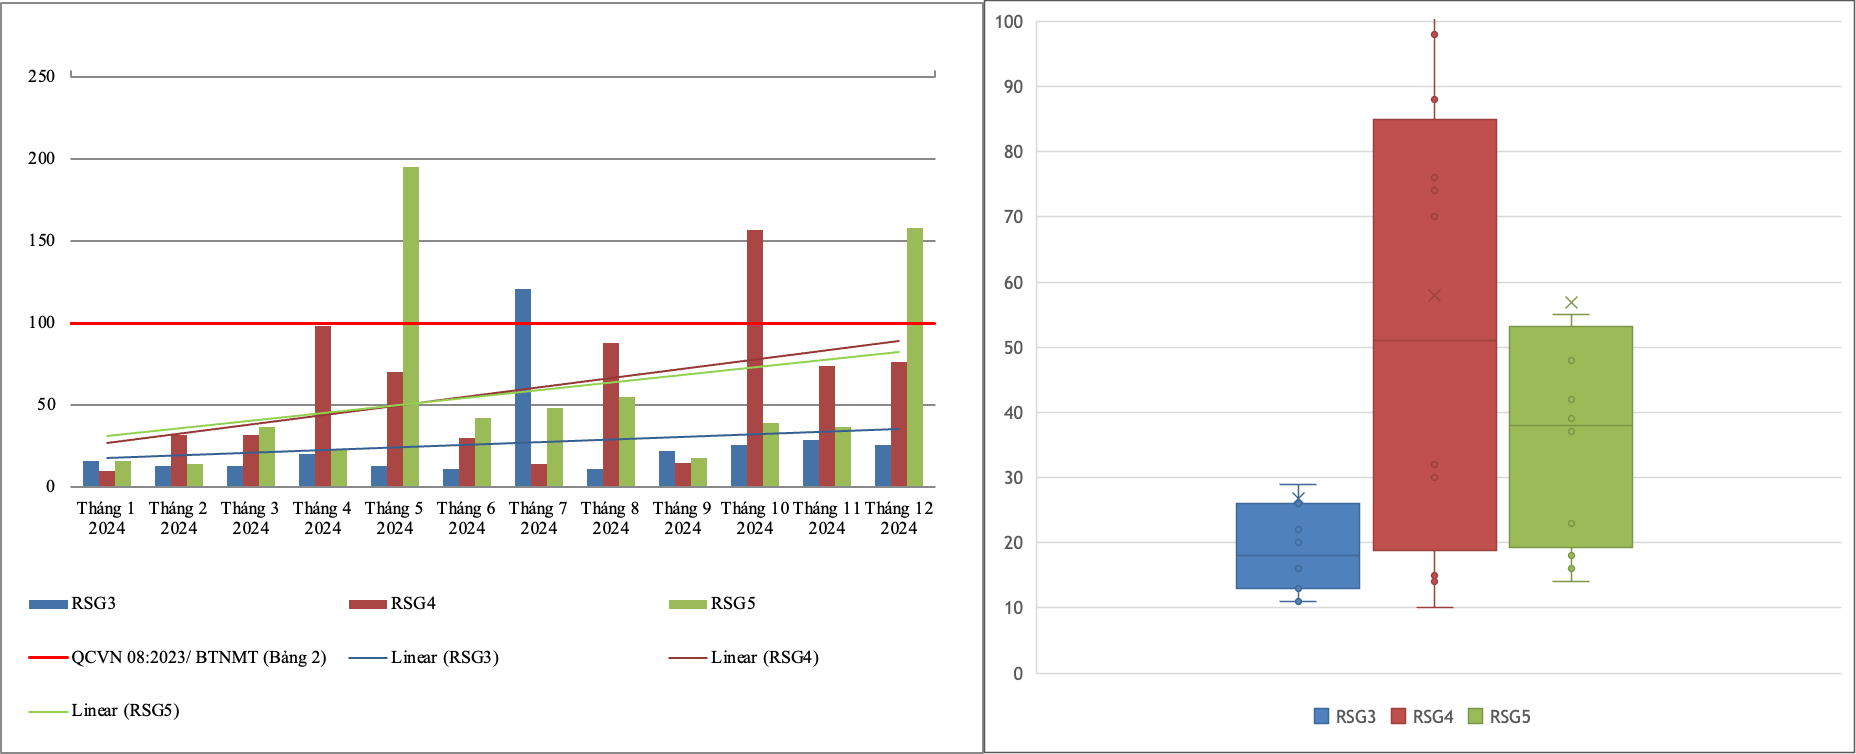 250
200
150
100
50
0
Tháng 1 2024
Tháng 2 2024
Tháng 3 2024
Tháng 4 2024
Tháng 5 2024
Tháng 6 2024
Tháng 7 2024
Tháng 8 2024
Tháng 9 2024
Tháng 10 2024
Tháng 11 2024
Tháng 12 2024
RSG3
RSG4
RSG5
QCVN 08:2023/ BTNMT (Bảng 2)
Linear (RSG3)
Linear (RSG4)
Linear (RSG5)
100
90
80
70
60
50
40
30
20
10
0
RSG3
RSG4
RSG5